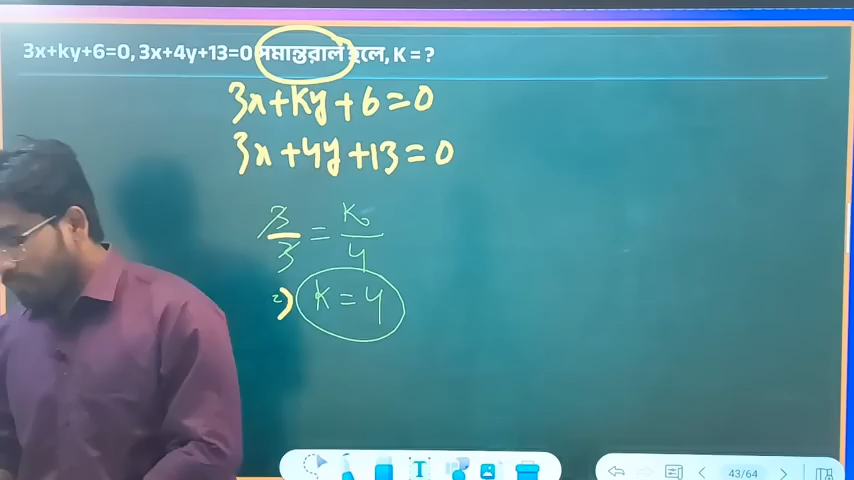 3x+ky+6=0, 3x+4y+13=0 সমান্তরাল হলে, K = ?
3x+Ky+6=0
3x+4y+13=0
3/3 = K/4
⇒) K=4
T
43/64